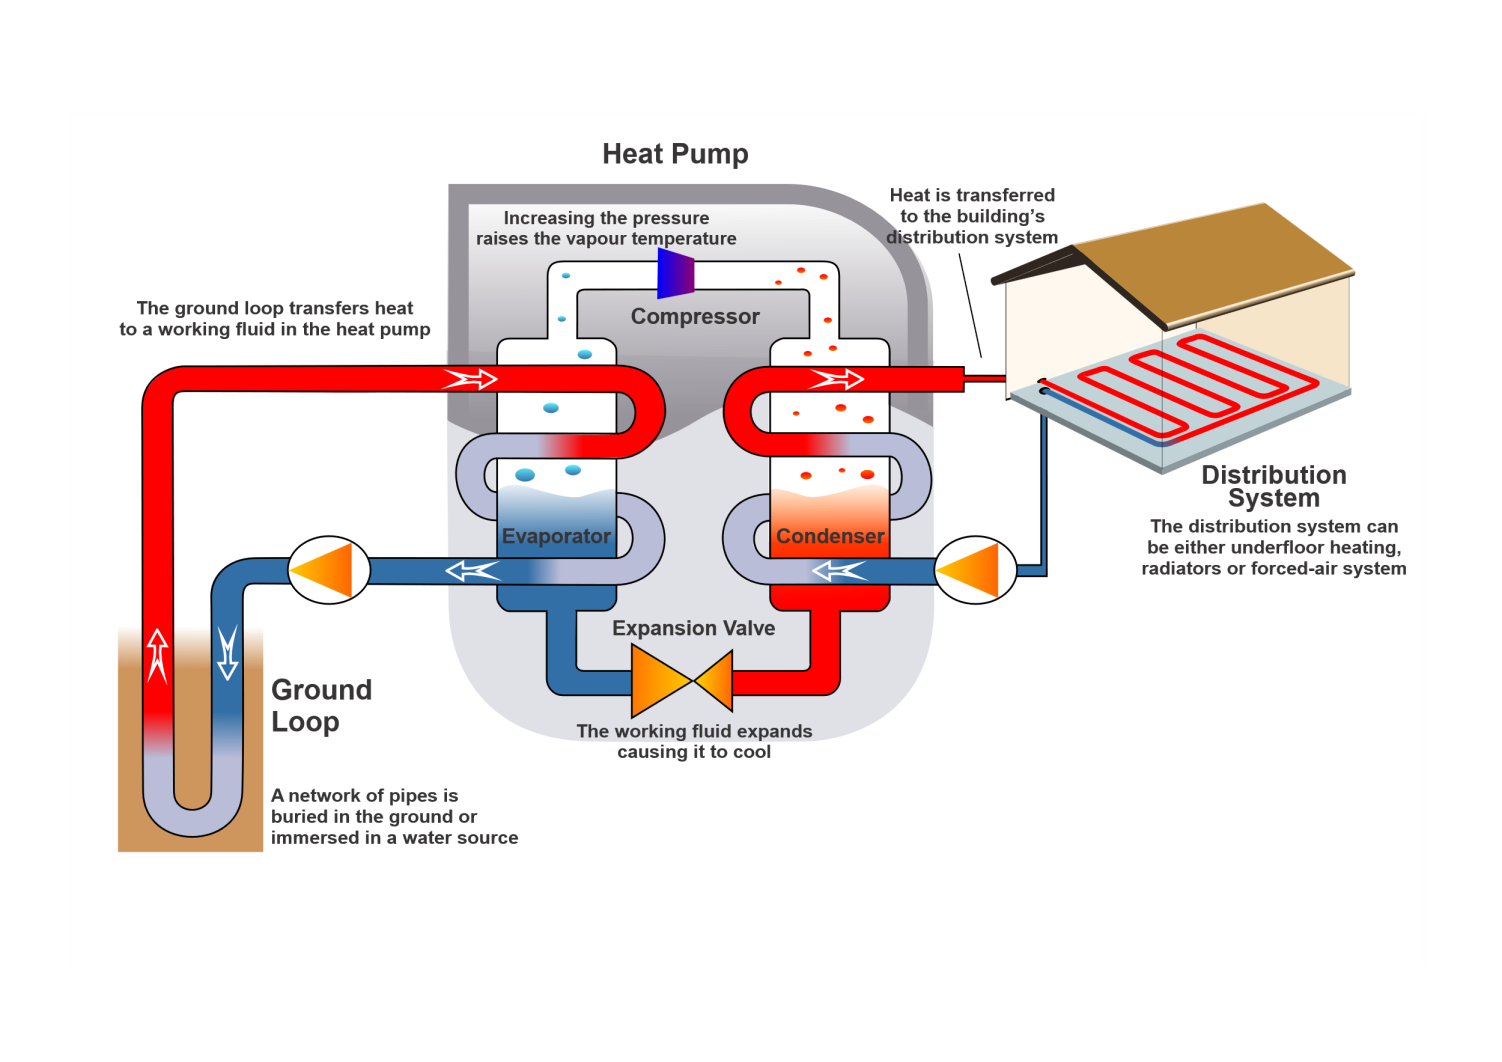 Heat Pump
Increasing the pressure
raises the vapour temperature
Heat is transferred
to the building's
distribution system
The ground loop transfers heat
to a working fluid in the heat pump
Compressor
Evaporator
Condenser
Distribution
System
The distribution system can
be either underfloor heating,
radiators or forced-air system
Expansion Valve
The working fluid expands
causing it to cool
Ground
Loop
A network of pipes is
buried in the ground or
immersed in a water source